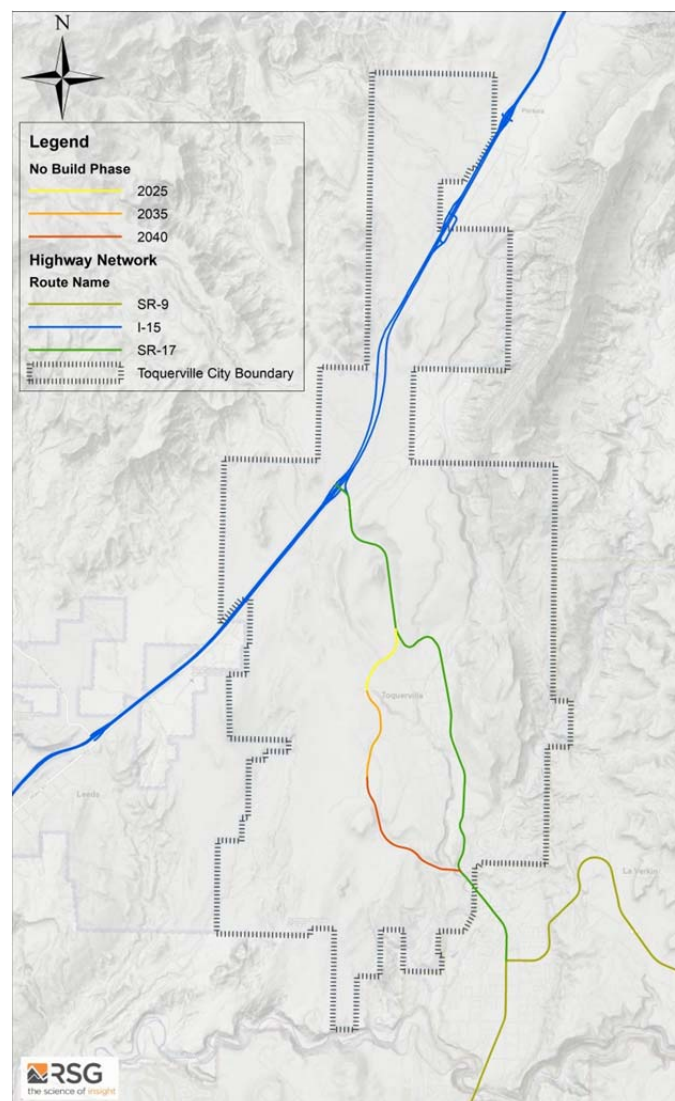 N
Pintura
Legend
No Build Phase
2025
2035
2040
Highway Network
Route Name
SR-9
I-15
SR-17
Toquerville City Boundary
Toquerville
Leeds
La Verkin
RSG
the science of insight